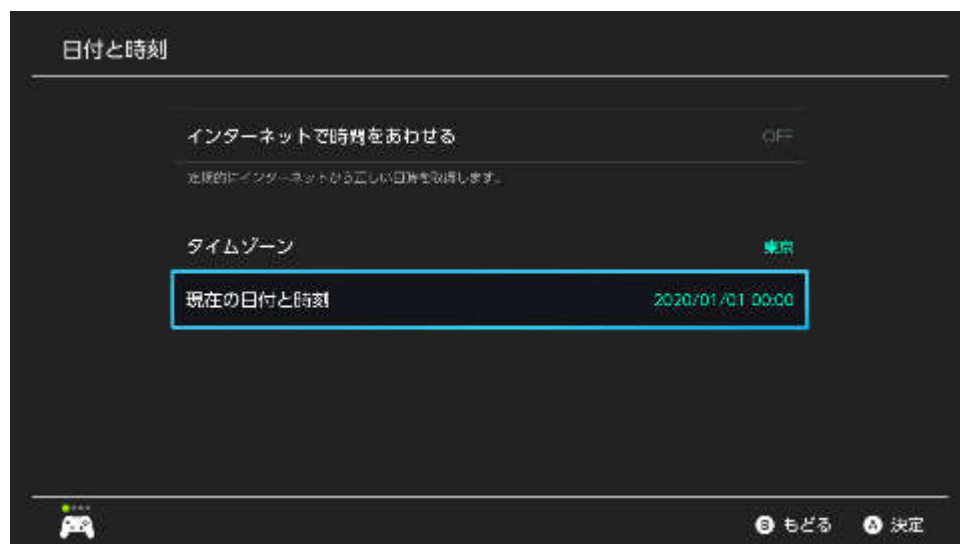 日付と時刻
インターネットで時間をあわせる OFF
定期的にインターネットから正しい日時を取得します。
タイムゾーン 東京
現在の日付と時刻 2020/01/01 00:00
B もどる A 決定